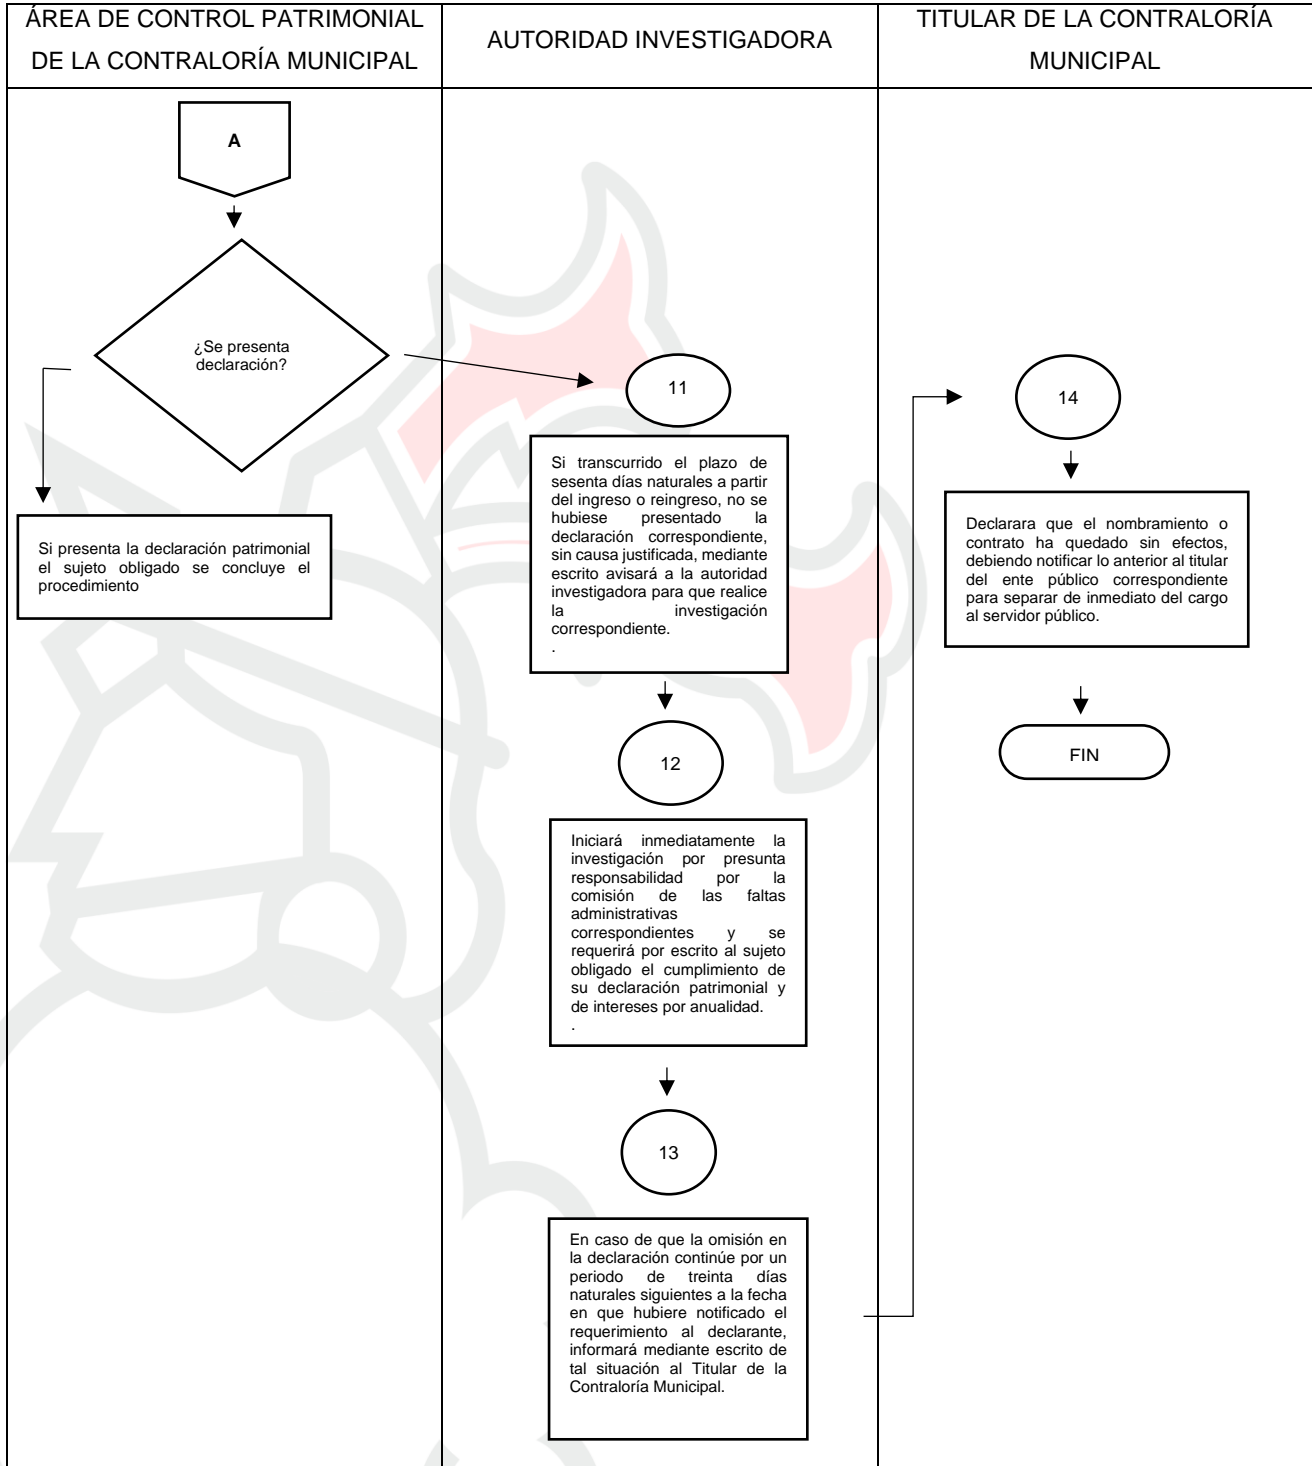 ÁREA DE CONTROL PATRIMONIAL
DE LA CONTRALORÍA MUNICIPAL
AUTORIDAD INVESTIGADORA
TITULAR DE LA CONTRALORÍA
MUNICIPAL
A
¿Se presenta
declaración?
Si presenta la declaración patrimonial
el sujeto obligado se concluye el
procedimiento
11
Si transcurrido el plazo de
sesenta días naturales a partir
del ingreso o reingreso, no se
hubiese presentado la
declaración correspondiente,
sin causa justificada, mediante
escrito avisará a la autoridad
investigadora para que realice
la investigación
correspondiente.
.
12
Iniciará inmediatamente la
investigación por presunta
responsabilidad por la
comisión de las faltas
administrativas
correspondientes y se
requerirá por escrito al sujeto
obligado el cumplimiento de
su declaración patrimonial y
de intereses por anualidad.
.
13
En caso de que la omisión en
la declaración continúe por un
periodo de treinta días
naturales siguientes a la fecha
en que hubiere notificado el
requerimiento al declarante,
informará mediante escrito de
tal situación al Titular de la
Contraloría Municipal.
14
Declarara que el nombramiento o
contrato ha quedado sin efectos,
debiendo notificar lo anterior al titular
del ente público correspondiente
para separar de inmediato del cargo
al servidor público.
FIN